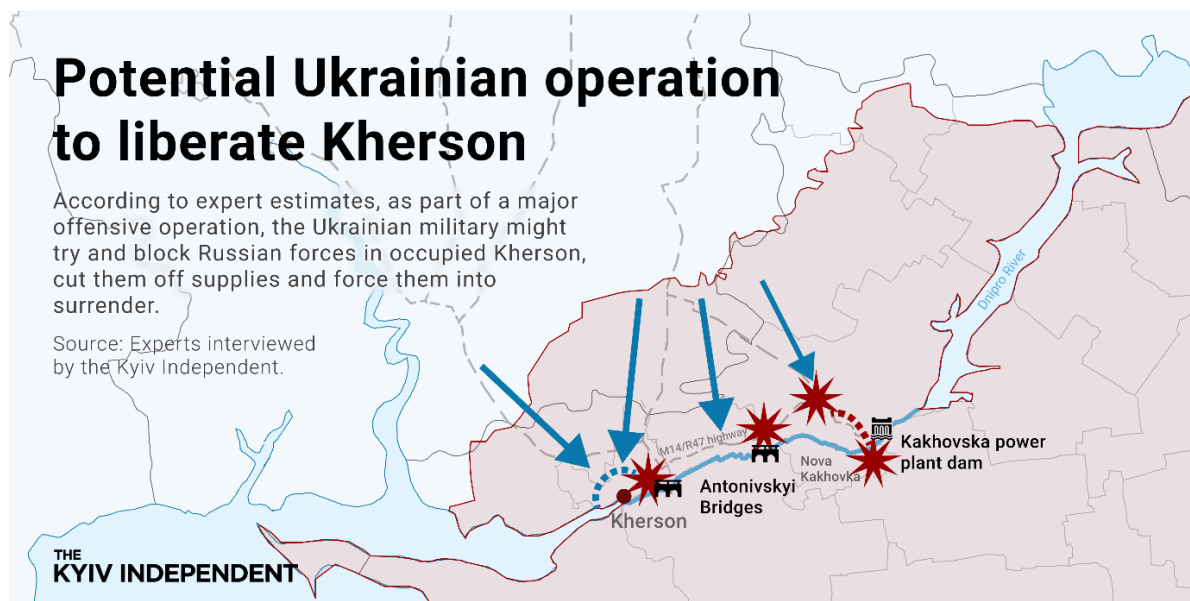 Potential Ukrainian operation
to liberate Kherson
According to expert estimates, as part of a major
offensive operation, the Ukrainian military might
try and block Russian forces in occupied Kherson,
cut them off supplies and force them into
surrender.
Source: Experts interviewed
by the Kyiv Independent.
Dnipro River
M14/R47 highway
Kakhovska power
plant dam
Nova
Kakhovka
Antonivskyi
Bridges
Kherson
THE
KYIV INDEPENDENT